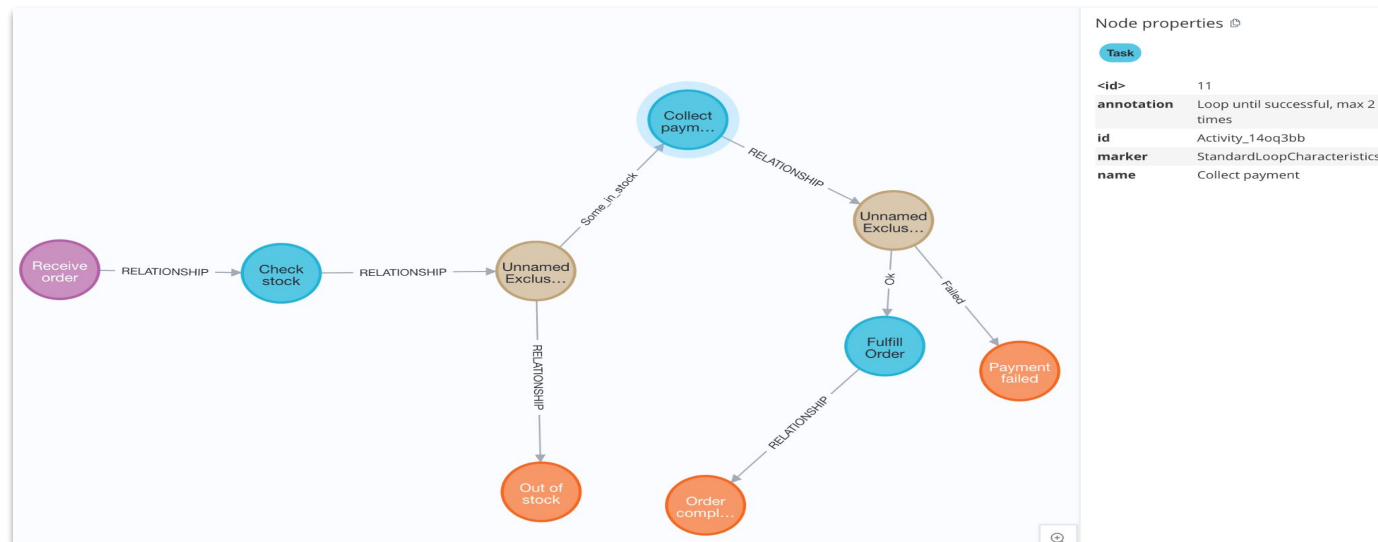 Receive
order
RELATIONSHIP
Check
stock
RELATIONSHIP
Unnamed
Exclus...
Some_in_stock
Collect
paym...
RELATIONSHIP
Unnamed
Exclus...
Ok
Failed
Fulfill
Order
Payment
failed
RELATIONSHIP
Order
compl...
RELATIONSHIP
Out of
stock
Node properties
Task
<id> 11
annotation Loop until successful, max 2
times
id Activity_14oq3bb
marker StandardLoopCharacteristics
name Collect payment